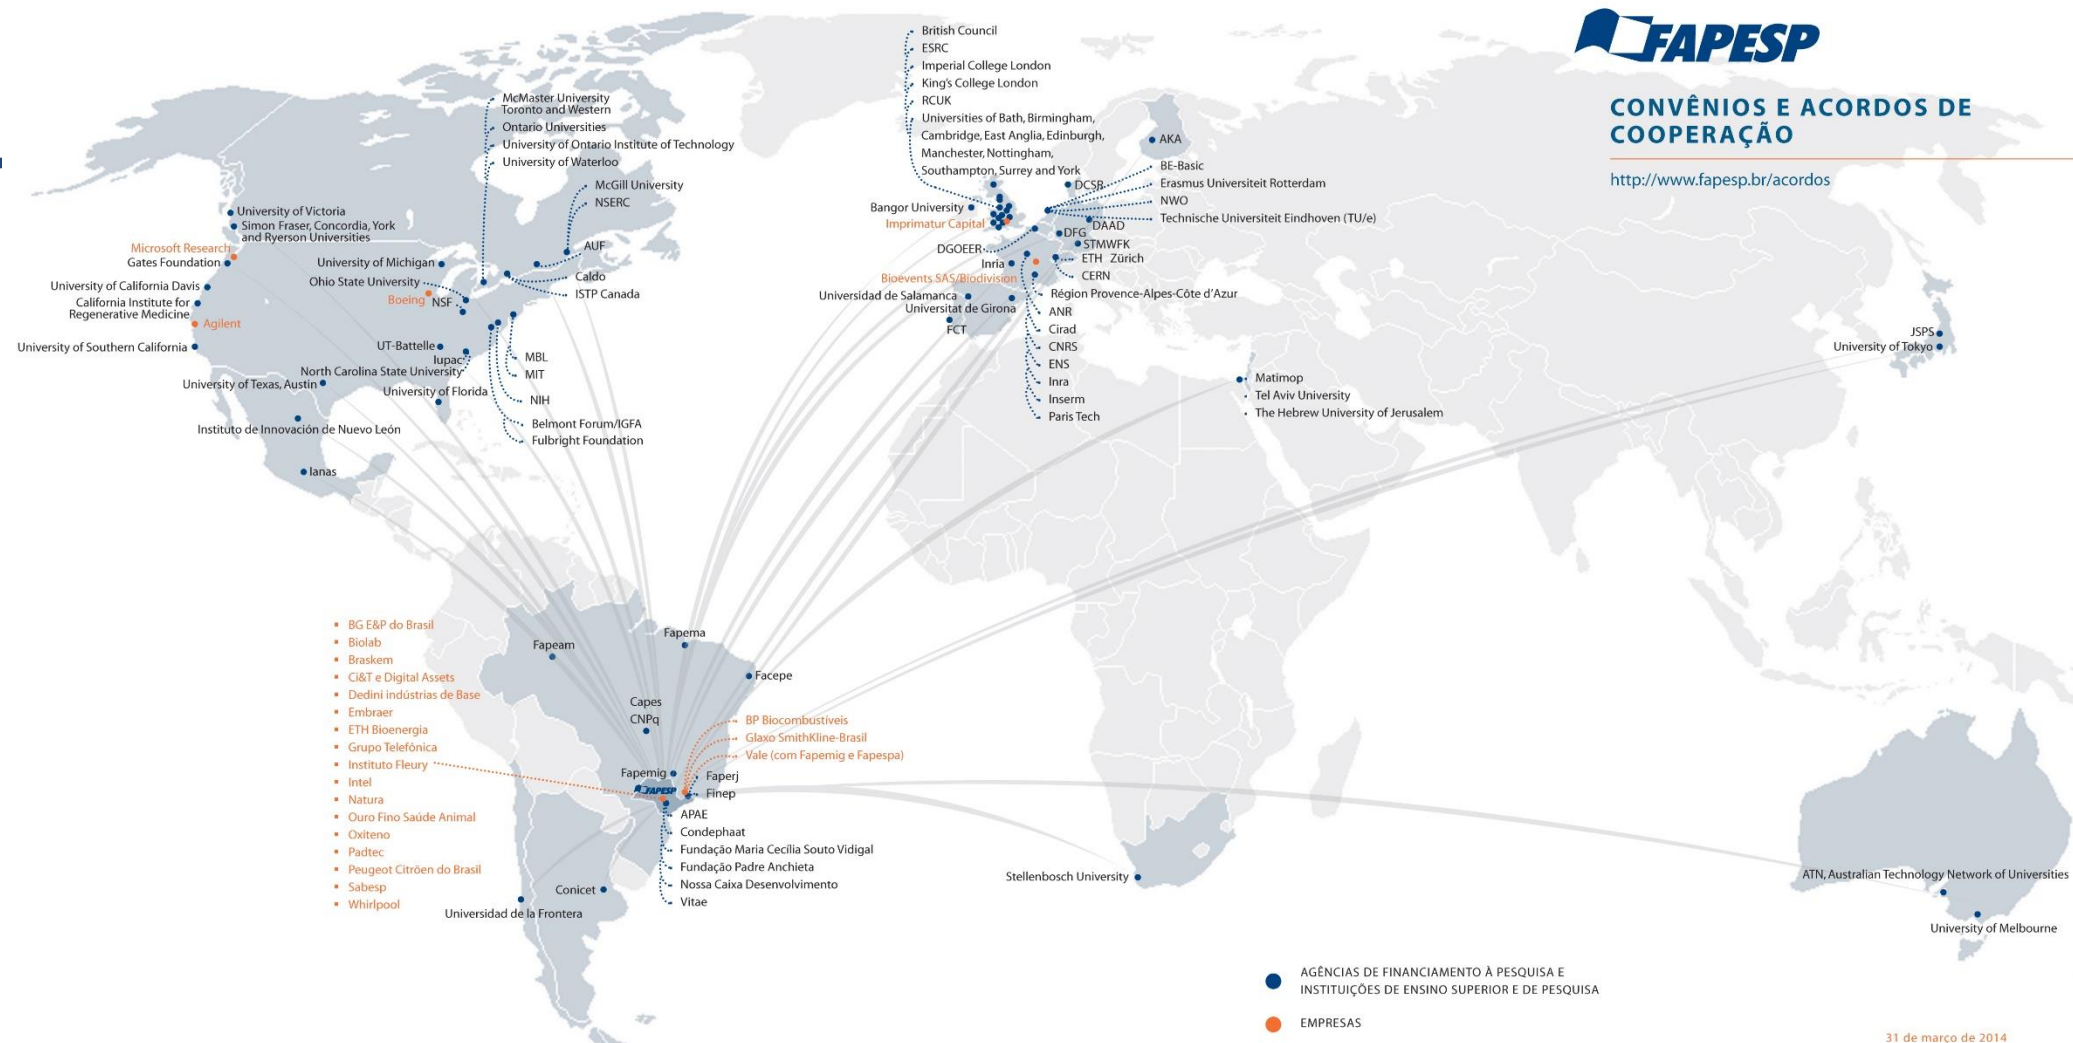 FAPESP
CONVÊNIOS E ACORDOS DE
COOPERAÇÃO
http://www.fapesp.br/acordos
McMaster University
Toronto and Western
Ontario Universities
University of Ontario Institute of Technology
University of Waterloo
McGill University
NSERC
AUF
Caldo
ISTP Canada
University of Victoria
Simon Fraser, Concordia, York
and Ryerson Universities
Microsoft Research
Gates Foundation
University of California Davis
California Institute for
Regenerative Medicine
Agilent
University of Southern California
University of Michigan
Ohio State University
Boeing
NSF
UT-Battelle
Iupac
North Carolina State University
University of Texas, Austin
University of Florida
Instituto de Innovación de Nuevo León
Ianas
MBL
MIT
NIH
Belmont Forum/IGFA
Fulbright Foundation
British Council
ESRC
Imperial College London
King's College London
RCUK
Universities of Bath, Birmingham,
Cambridge, East Anglia, Edinburgh,
Manchester, Nottingham,
Southampton, Surrey and York
Bangor University
Imprimatur Capital
DGOEER
Inria
Bioevents SAS/Biodivision
Universidad de Salamanca
Universitat de Girona
FCT
AKA
DCSR
BE-Basic
Erasmus Universiteit Rotterdam
NWO
Technische Universiteit Eindhoven (TU/e)
DAAD
DFG
STMWFK
ETH Zürich
CERN
Région Provence-Alpes-Côte d'Azur
ANR
Cirad
CNRS
ENS
Inra
Inserm
Paris Tech
Matimop
Tel Aviv University
The Hebrew University of Jerusalem
JSPS
University of Tokyo
BG E&P do Brasil
Biolab
Braskem
Ci&T e Digital Assets
Dedini indústrias de Base
Embraer
ETH Bioenergia
Grupo Telefônica
Instituto Fleury
Intel
Natura
Ouro Fino Saúde Animal
Oxiteno
Padtec
Peugeot Citröen do Brasil
Sabesp
Whirlpool
Fapeam
Fapema
Facepe
Capes
CNPq
BP Biocombustíveis
Glaxo SmithKline-Brasil
Vale (com Fapemig e Fapespa)
Fapemig
FAPESP
Faperj
Finep
APAE
Condephaat
Fundação Maria Cecília Souto Vidigal
Fundação Padre Anchieta
Nossa Caixa Desenvolvimento
Vitae
Conicet
Universidad de la Frontera
Stellenbosch University
ATN, Australian Technology Network of Universities
University of Melbourne
AGÊNCIAS DE FINANCIAMENTO À PESQUISA E
INSTITUIÇÕES DE ENSINO SUPERIOR E DE PESQUISA
EMPRESAS
31 de março de 2014